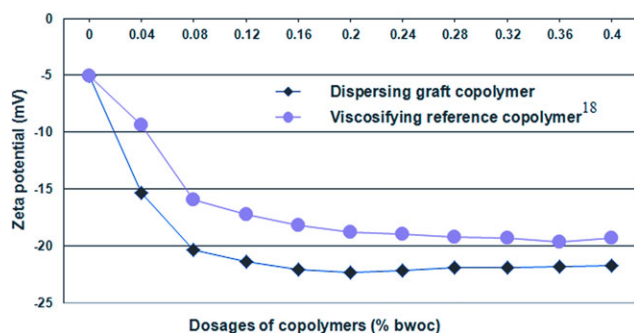 0
0 0.04 0.08 0.12 0.16 0.2 0.24 0.28 0.32 0.36 0.4
-5
-10
-15
-20
-25
Zeta potential (mV)
Dispersing graft copolymer
Viscosifying reference copolymer18
Dosages of copolymers (% bwoc)